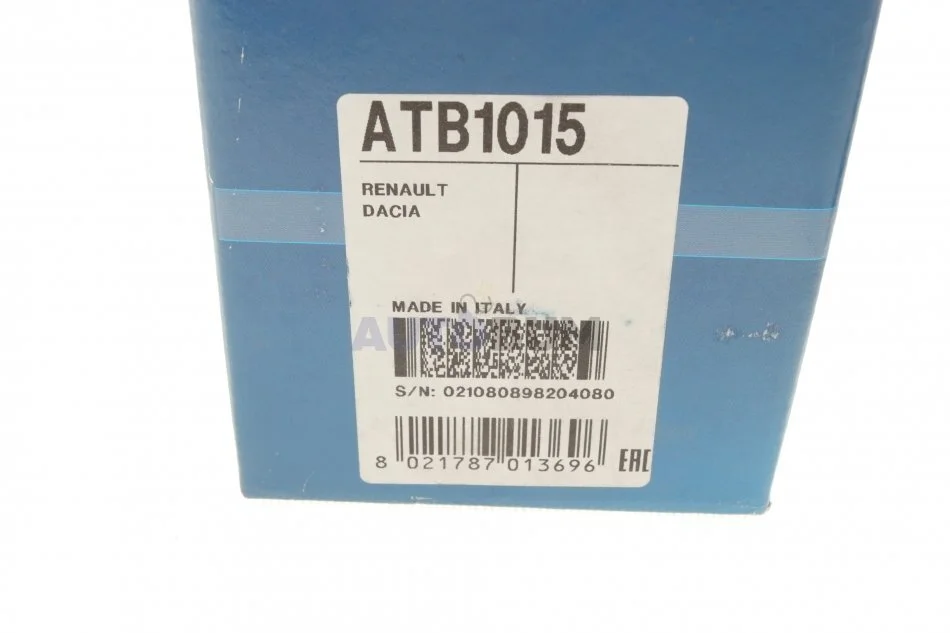 ATB1015
RENAULT
DACIA
MADE IN ITALY
S/N: 021080898204080
8 021787 013696
EAC